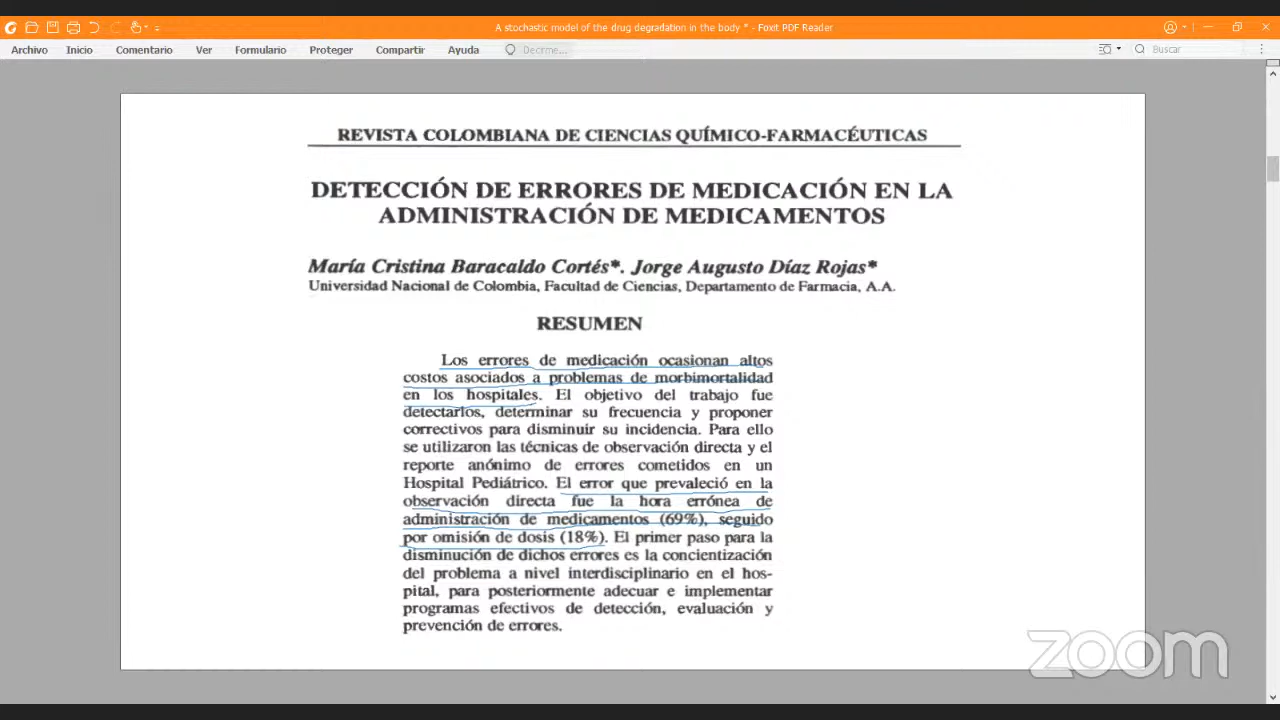 A stochastic model of the drug degradation in the body * - Foxit PDF Reader
Archivo Inicio Comentario Ver Formulario Proteger Compartir Ayuda Decirme... Buscar
REVISTA COLOMBIANA DE CIENCIAS QUÍMICO-FARMACÉUTICAS
DETECCIÓN DE ERRORES DE MEDICACIÓN EN LA
ADMINISTRACIÓN DE MEDICAMENTOS
María Cristina Baracaldo Cortés*. Jorge Augusto Díaz Rojas*
Universidad Nacional de Colombia, Facultad de Ciencias, Departamento de Farmacia, A.A.
RESUMEN
Los errores de medicación ocasionan altos
costos asociados a problemas de morbimortalidad
en los hospitales. El objetivo del trabajo fue
detectarlos, determinar su frecuencia y proponer
correctivos para disminuir su incidencia. Para ello
se utilizaron las técnicas de observación directa y el
reporte anónimo de errores cometidos en un
Hospital Pediátrico. El error que prevaleció en la
observación directa fue la hora errónea de
administración de medicamentos (69%), seguido
por omisión de dosis (18%). El primer paso para la
disminución de dichos errores es la concientización
del problema a nivel interdisciplinario en el hos-
pital, para posteriormente adecuar e implementar
programas efectivos de detección, evaluación y
prevención de errores.
zoom